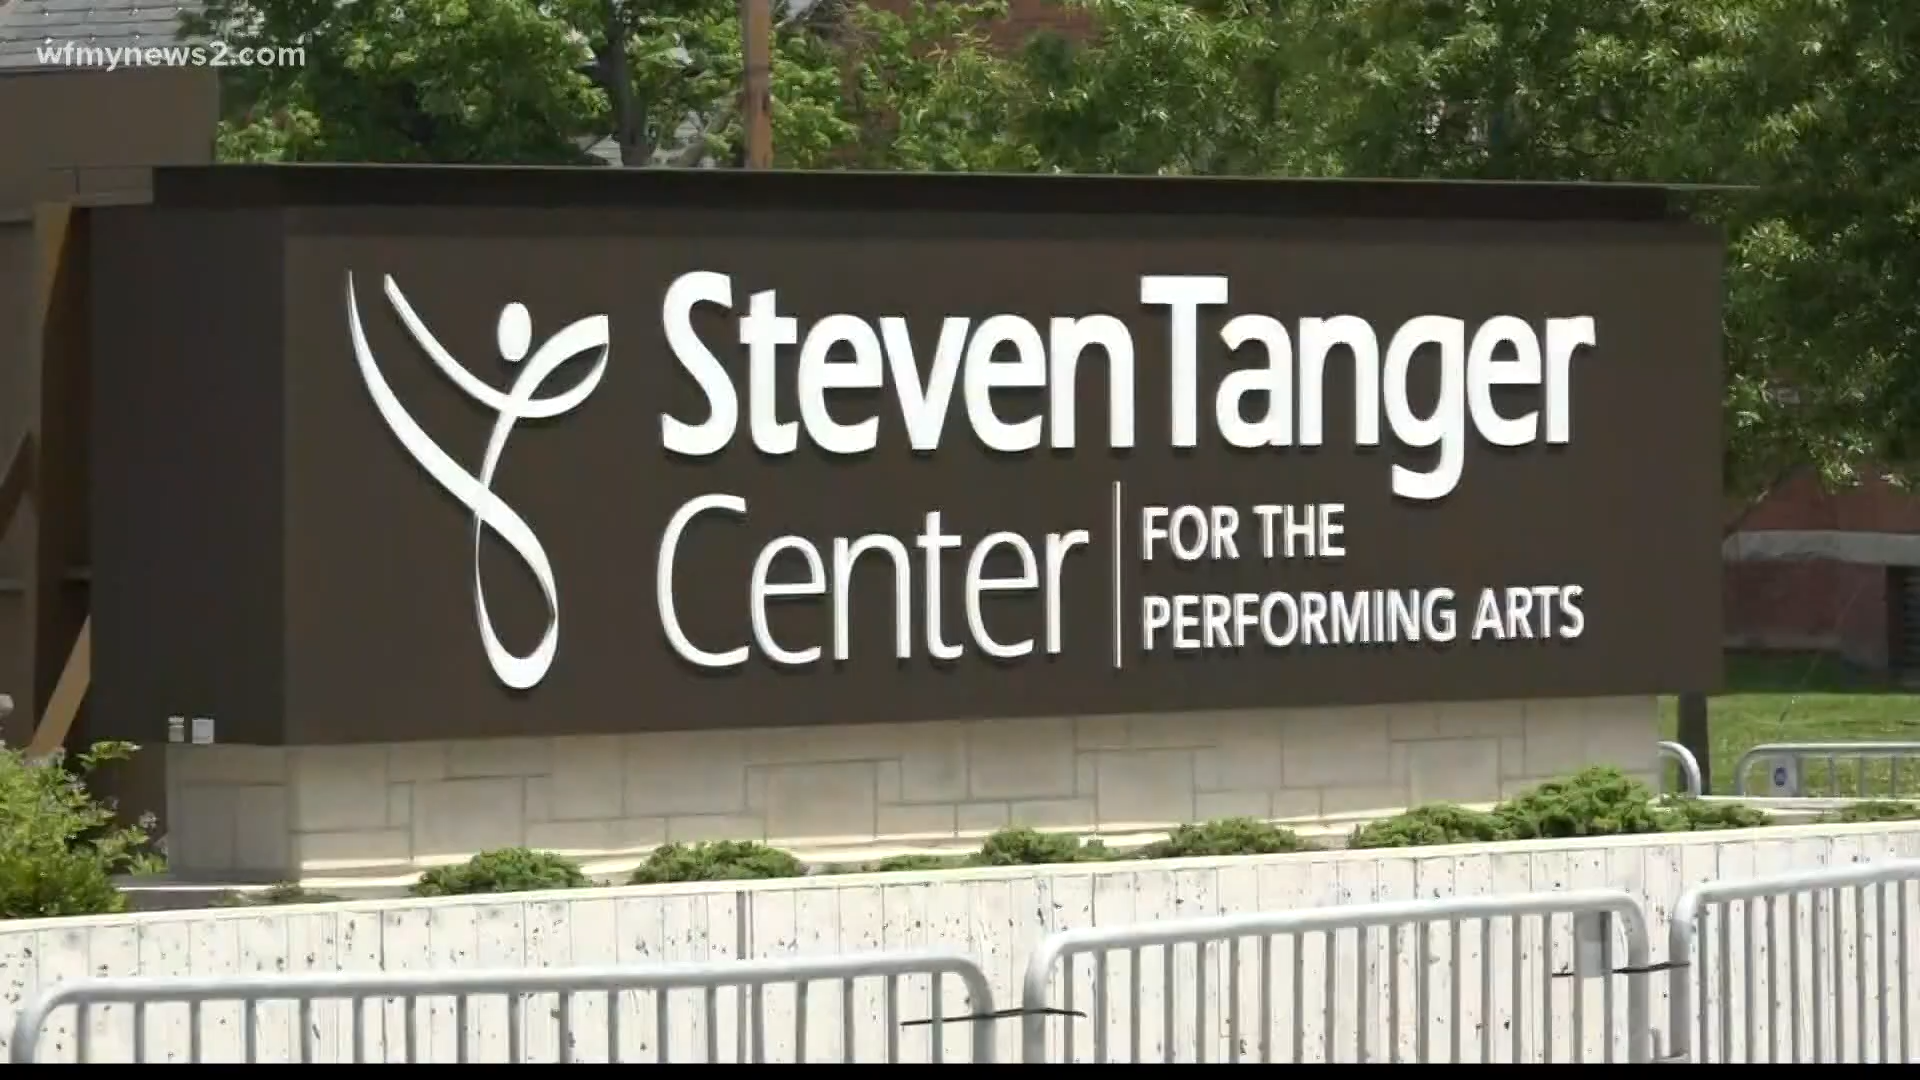 wfmynews2.com
Steven Tanger
Center
FOR THE
PERFORMING ARTS